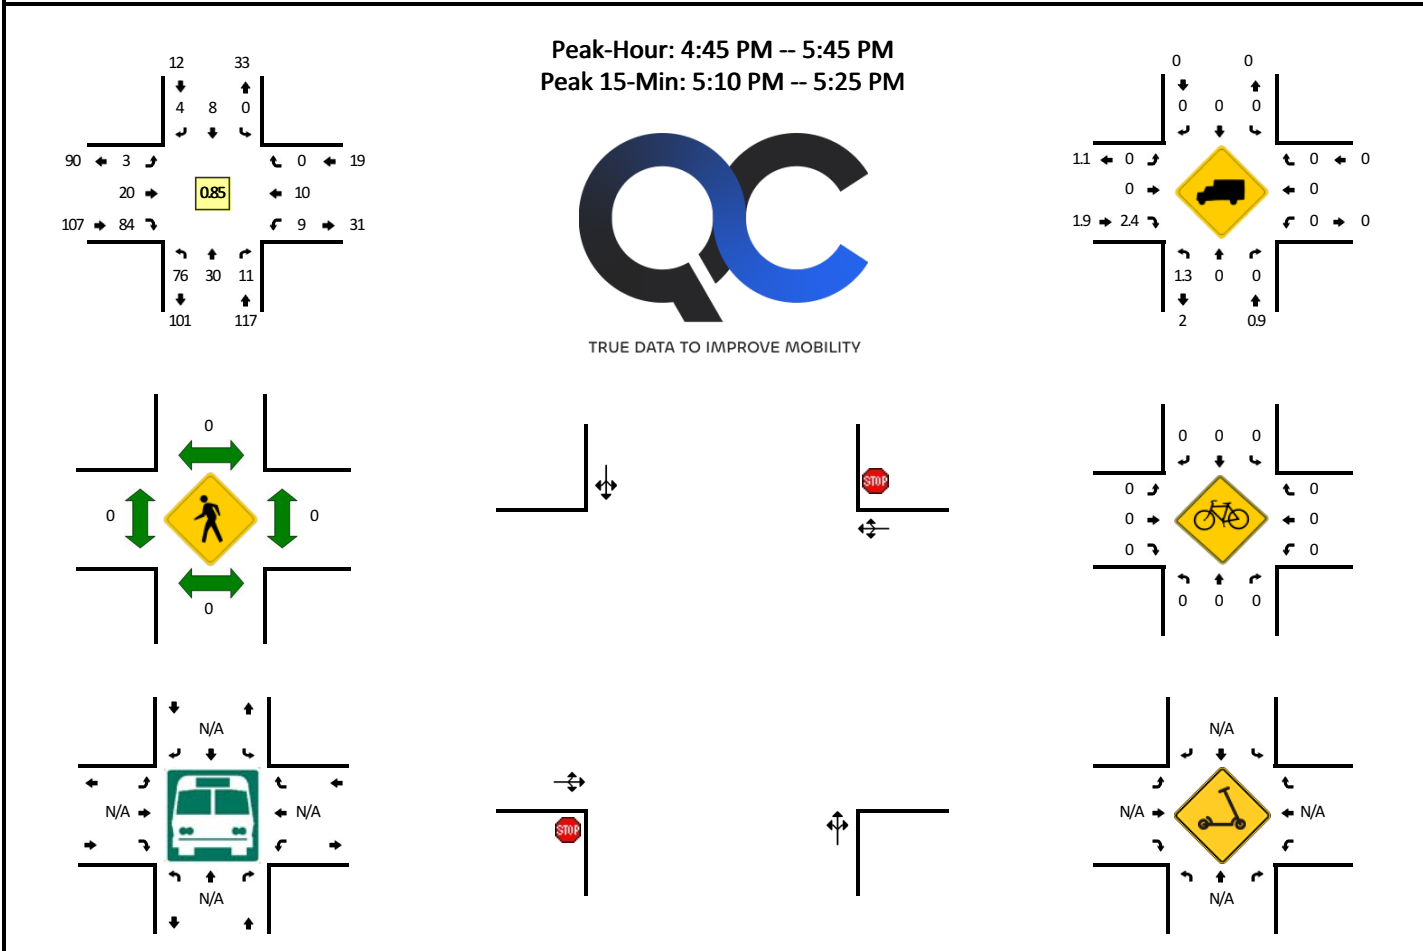 Peak-Hour: 4:45 PM -- 5:45 PM
Peak 15-Min: 5:10 PM -- 5:25 PM
12 33
4 8 0
90 3 0 19
20 0.85 10
107 84 9 31
76 30 11
101 117
QC
TRUE DATA TO IMPROVE MOBILITY
0 0
0 0 0
1.1 0 0 0
0 0
1.9 2.4 0 0
1.3 0 0
2 0.9
0
0 0
0
STOP
STOP
0 0 0
0 0
0 0
0 0
0 0 0
N/A
N/A N/A
N/A
N/A
N/A N/A
N/A